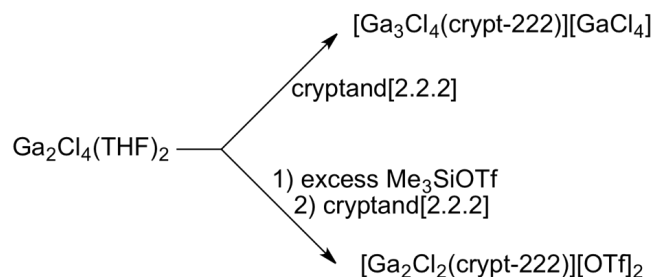 [Ga₃Cl₄(crypt-222)][GaCl₄]
cryptand[2.2.2]
Ga₂Cl₄(THF)₂
1) excess Me₃SiOTf
2) cryptand[2.2.2]
[Ga₂Cl₂(crypt-222)][OTf]₂